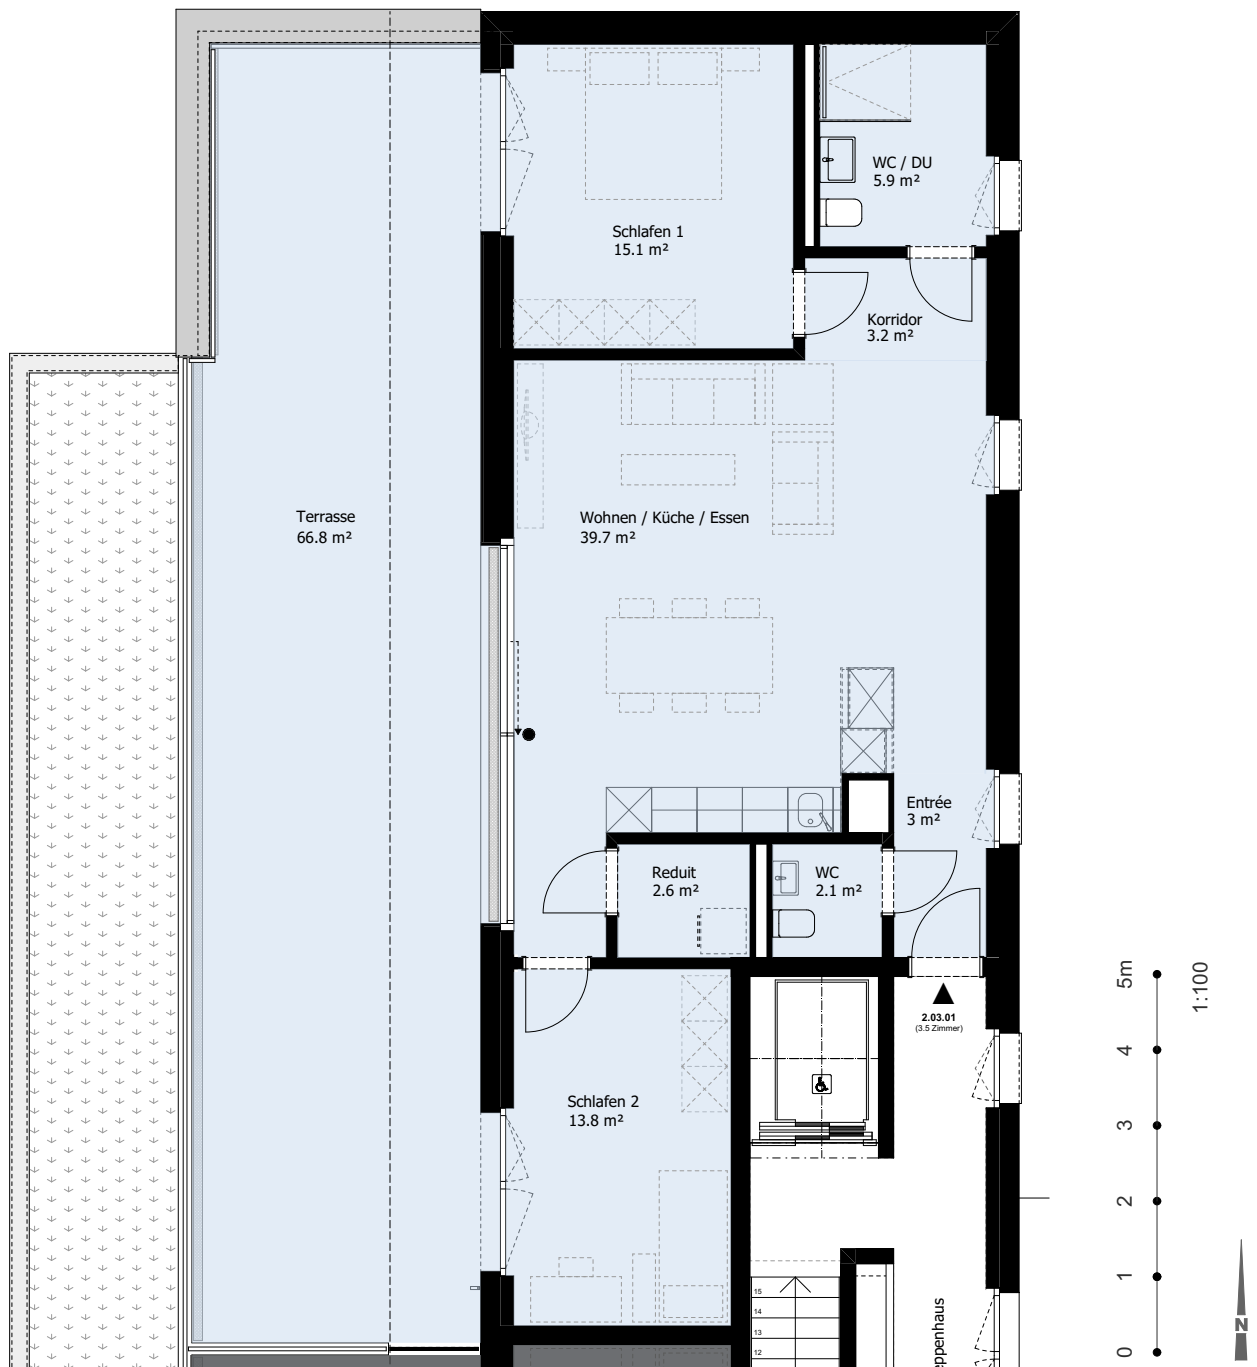 WC / DU
5.9 m²
Schlafen 1
15.1 m²
Korridor
3.2 m²
Terrasse
66.8 m²
Wohnen / Küche / Essen
39.7 m²
Entrée
3 m²
Reduit
2.6 m²
WC
2.1 m²
2.03.01
(3.5 Zimmer)
Schlafen 2
13.8 m²
15
14
13
12
eppenhaus
5m
4
3
2
1
0
1:100
N